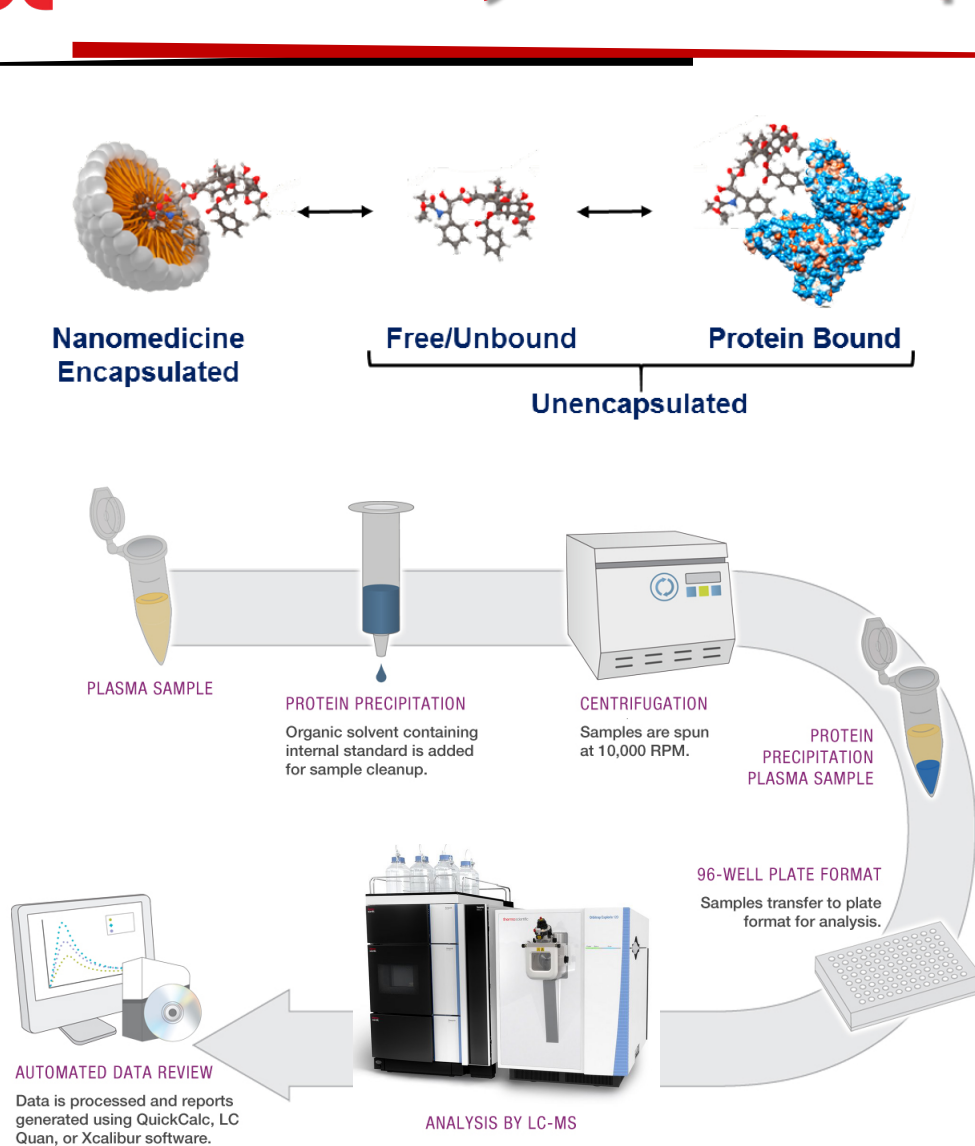 Nanomedicine
Encapsulated
Free/Unbound
Protein Bound
Unencapsulated
PLASMA SAMPLE
PROTEIN PRECIPITATION
Organic solvent containing
internal standard is added
for sample cleanup.
CENTRIFUGATION
Samples are spun
at 10,000 RPM.
PROTEIN
PRECIPITATION
PLASMA SAMPLE
96-WELL PLATE FORMAT
Samples transfer to plate
format for analysis.
ANALYSIS BY LC-MS
AUTOMATED DATA REVIEW
Data is processed and reports
generated using QuickCalc, LC
Quan, or Xcalibur software.